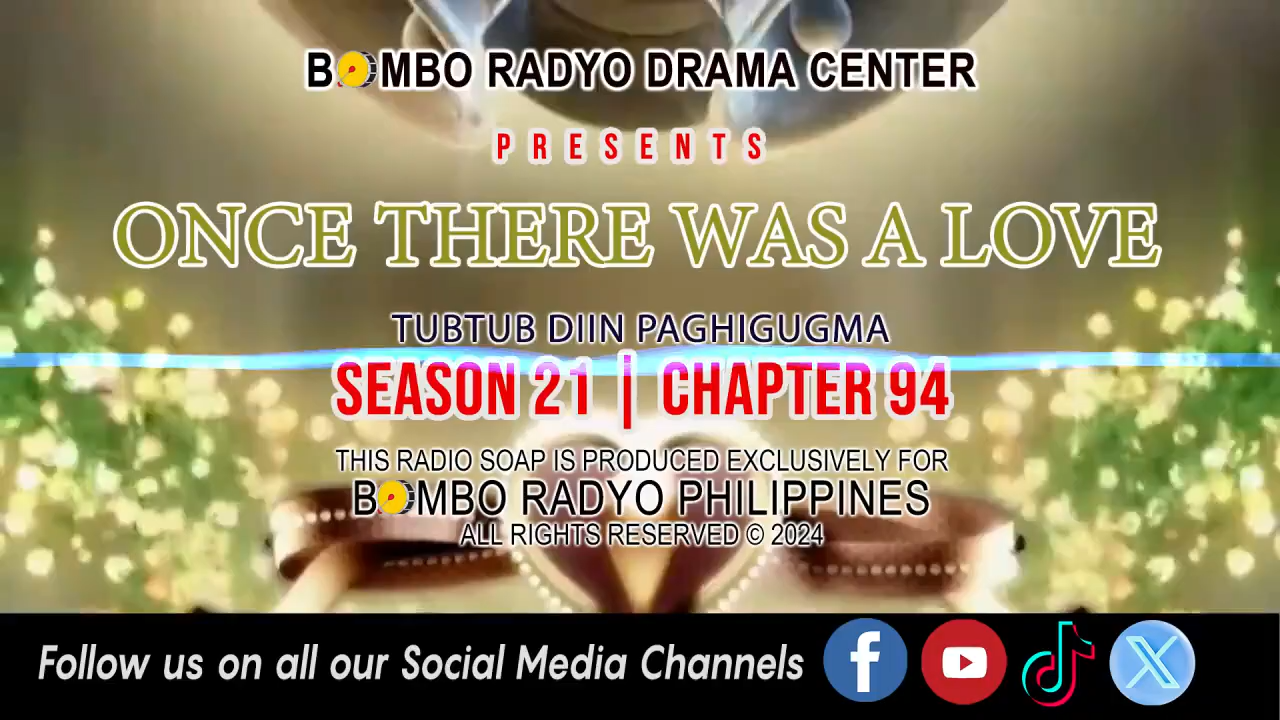 BOMBO RADYO DRAMA CENTER
PRESENTS
ONCE THERE WAS A LOVE
TUBTUB DIIN PAGHIGUGMA
SEASON 21 | CHAPTER 94
THIS RADIO SOAP IS PRODUCED EXCLUSIVELY FOR
BOMBO RADYO PHILIPPINES
ALL RIGHTS RESERVED © 2024
Follow us on all our Social Media Channels